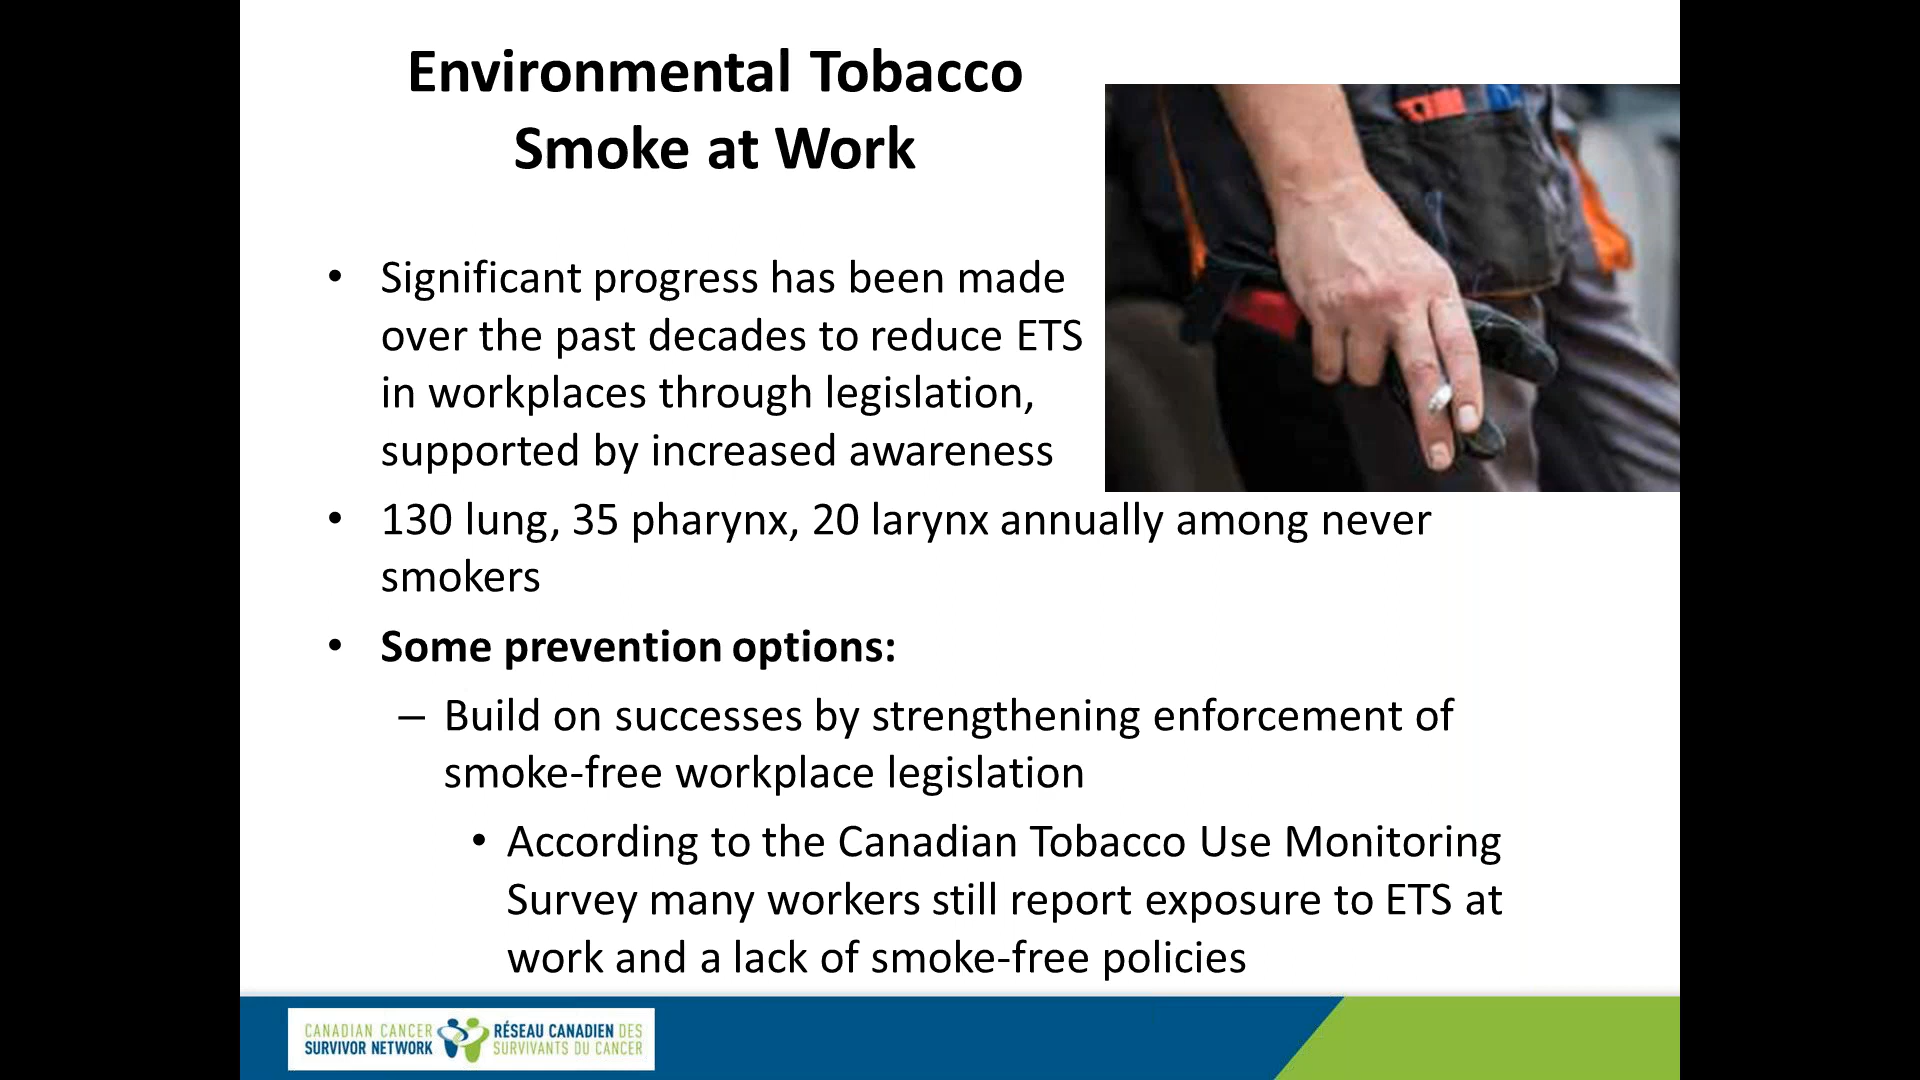 Environmental Tobacco
Smoke at Work
• Significant progress has been made
over the past decades to reduce ETS
in workplaces through legislation,
supported by increased awareness
• 130 lung, 35 pharynx, 20 larynx annually among never
smokers
• Some prevention options:
– Build on successes by strengthening enforcement of
smoke-free workplace legislation
• According to the Canadian Tobacco Use Monitoring
Survey many workers still report exposure to ETS at
work and a lack of smoke-free policies
CANADIAN CANCER
SURVIVOR NETWORK
RÉSEAU CANADIEN DES
SURVIVANTS DU CANCER